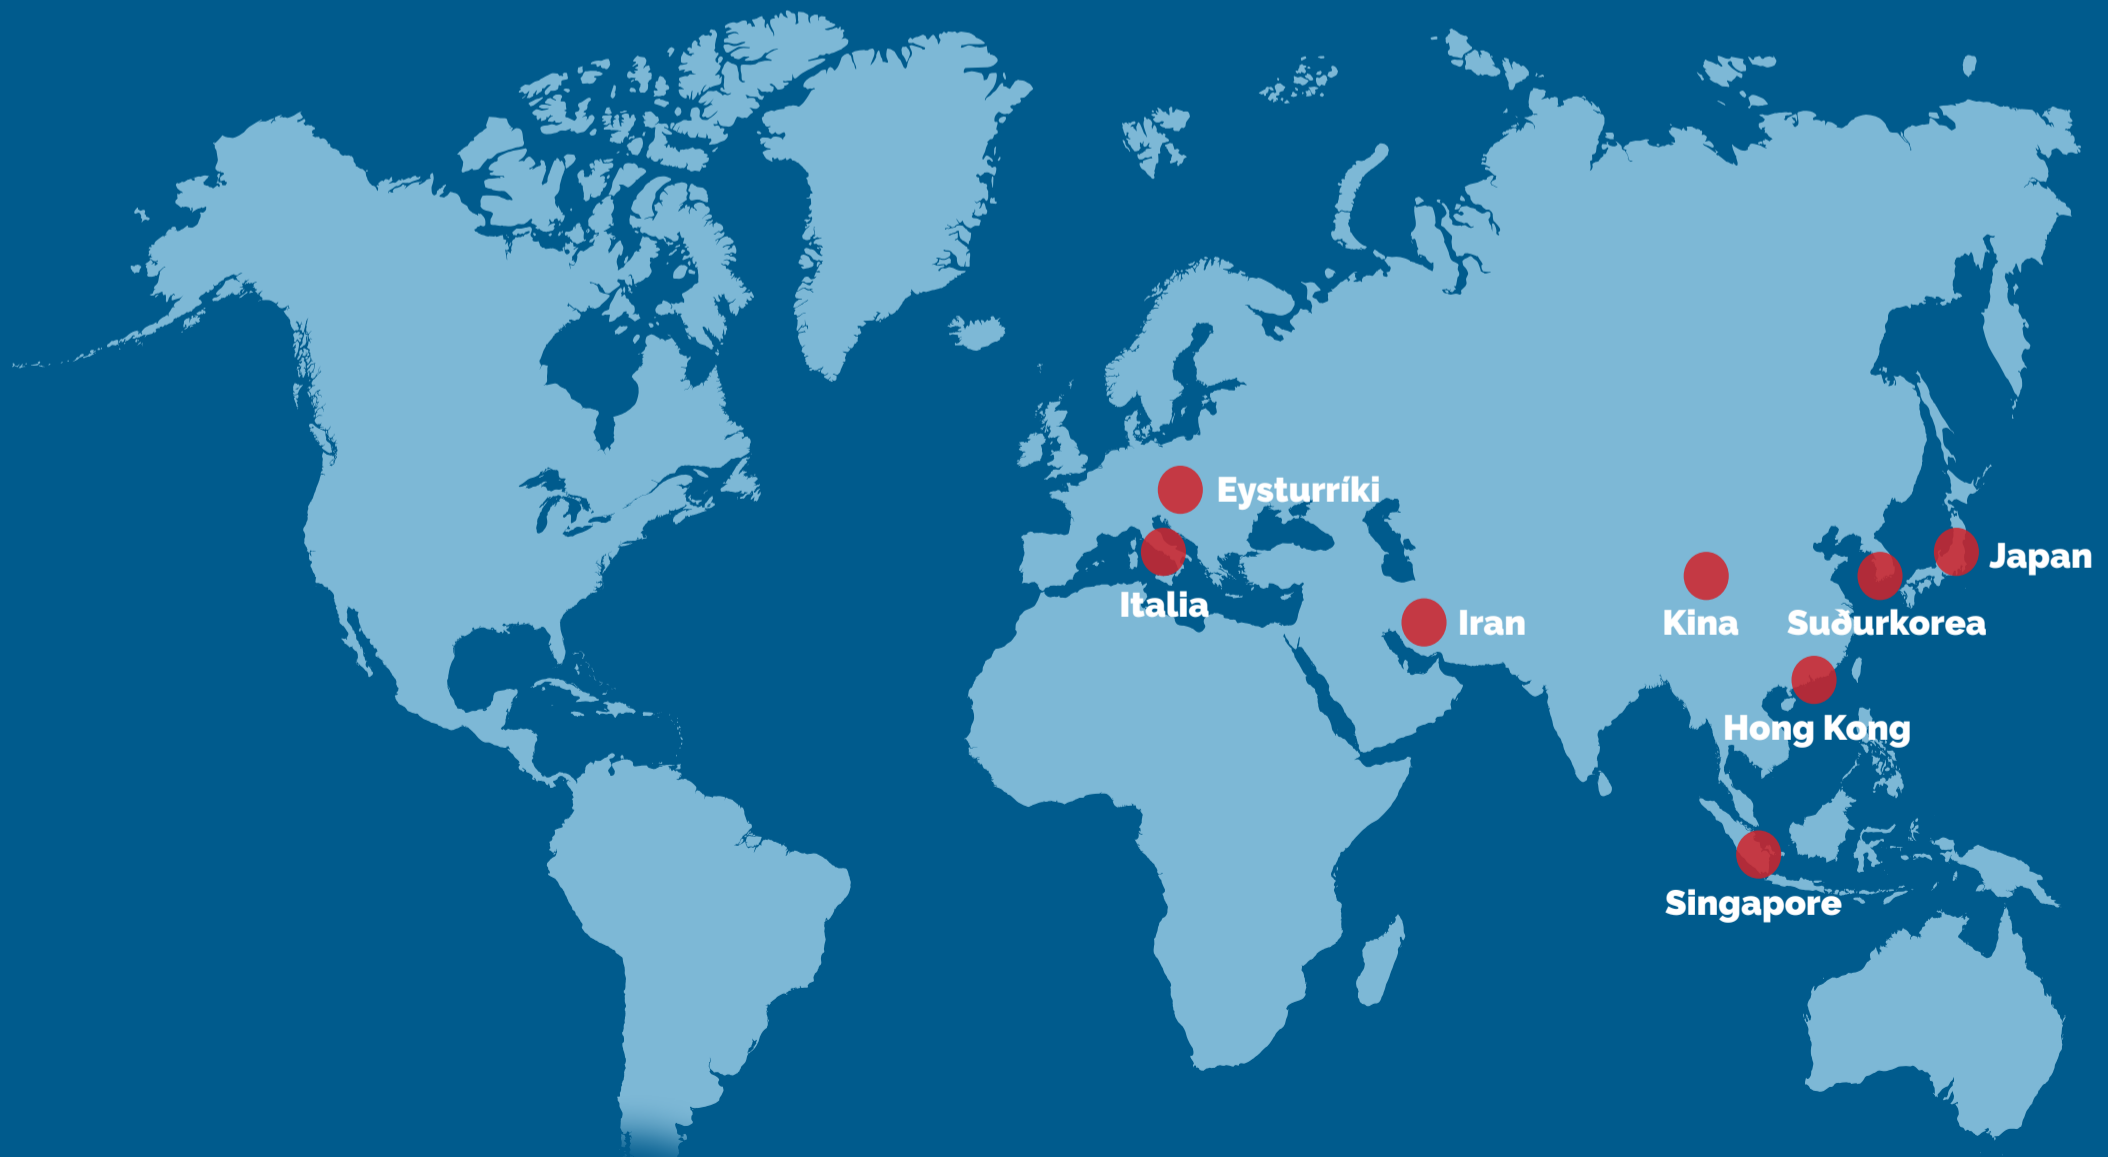 Eysturríki
Japan
Italia
Iran
Kina
Suðurkorea
Hong Kong
Singapore